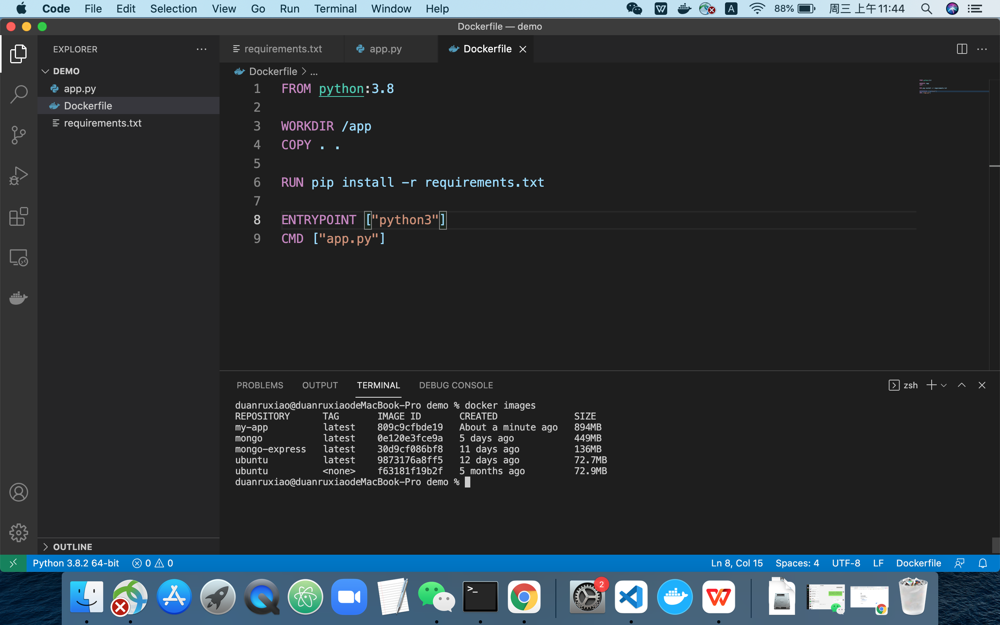 Code File Edit Selection View Go Run Terminal Window Help
A 88% 周三 上午11:44
Dockerfile — demo
EXPLORER
requirements.txt
app.py
Dockerfile
DEMO
app.py
Dockerfile
requirements.txt
Dockerfile > ...
1 FROM python:3.8
2
3 WORKDIR /app
4 COPY . .
5
6 RUN pip install -r requirements.txt
7
8 ENTRYPOINT ["python3"]
9 CMD ["app.py"]
PROBLEMS OUTPUT TERMINAL DEBUG CONSOLE
zsh
duanruxiao@duanruxiaodeMacBook-Pro demo % docker images
REPOSITORY TAG IMAGE ID CREATED SIZE
my-app latest 809c9cfbde19 About a minute ago 894MB
mongo latest 0e120e3fce9a 5 days ago 449MB
mongo-express latest 30d9cf086bf8 11 days ago 136MB
ubuntu latest 9873176a8ff5 12 days ago 72.7MB
ubuntu <none> f63181f19b2f 5 months ago 72.9MB
duanruxiao@duanruxiaodeMacBook-Pro demo %
OUTLINE
Python 3.8.2 64-bit 0 0
Ln 8, Col 15 Spaces: 4 UTF-8 LF Dockerfile
2